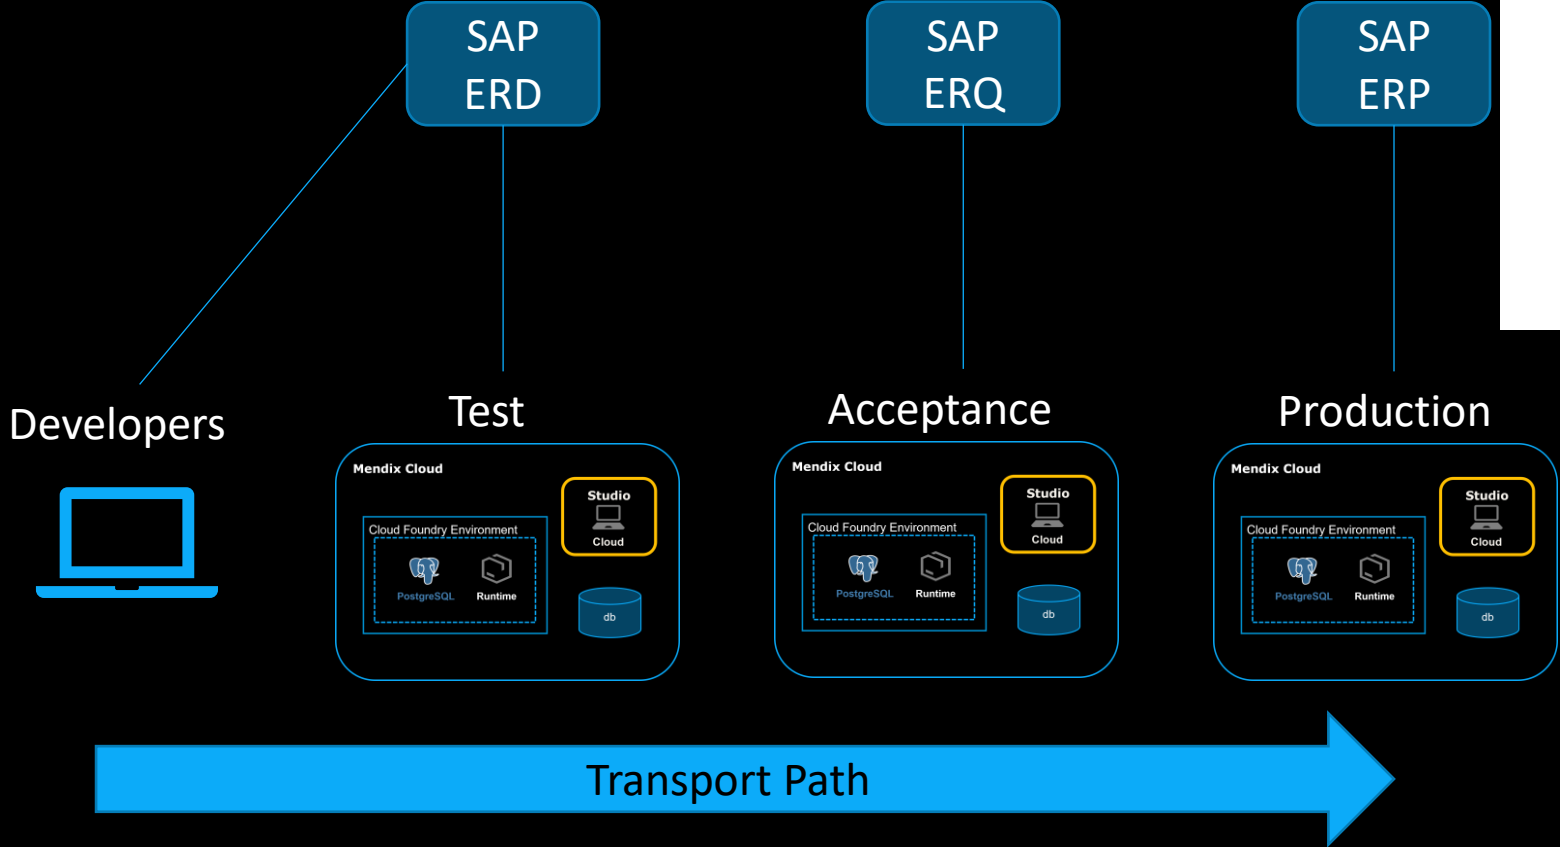 SAP
ERD
SAP
ERQ
SAP
ERP
Developers
Test
Acceptance
Production
Mendix Cloud
Studio
Cloud
Cloud Foundry Environment
PostgreSQL
Runtime
db
Mendix Cloud
Studio
Cloud
Cloud Foundry Environment
PostgreSQL
Runtime
db
Mendix Cloud
Studio
Cloud
Cloud Foundry Environment
PostgreSQL
Runtime
db
Transport Path